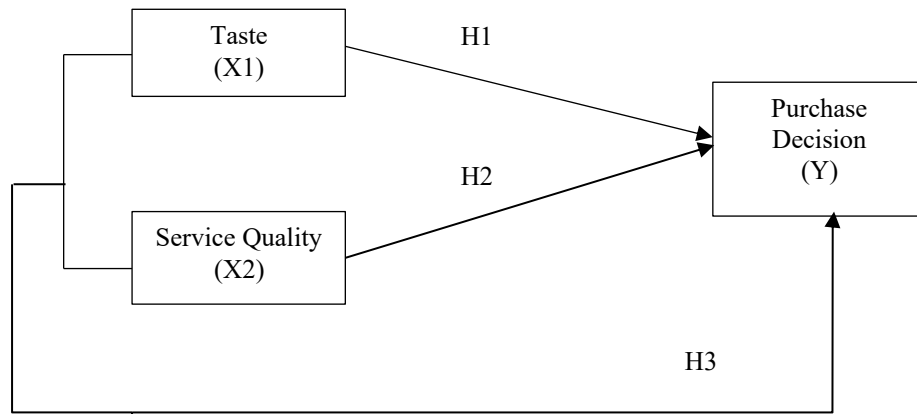 Taste
(X1)
H1
Purchase
Decision
(Y)
H2
Service Quality
(X2)
H3